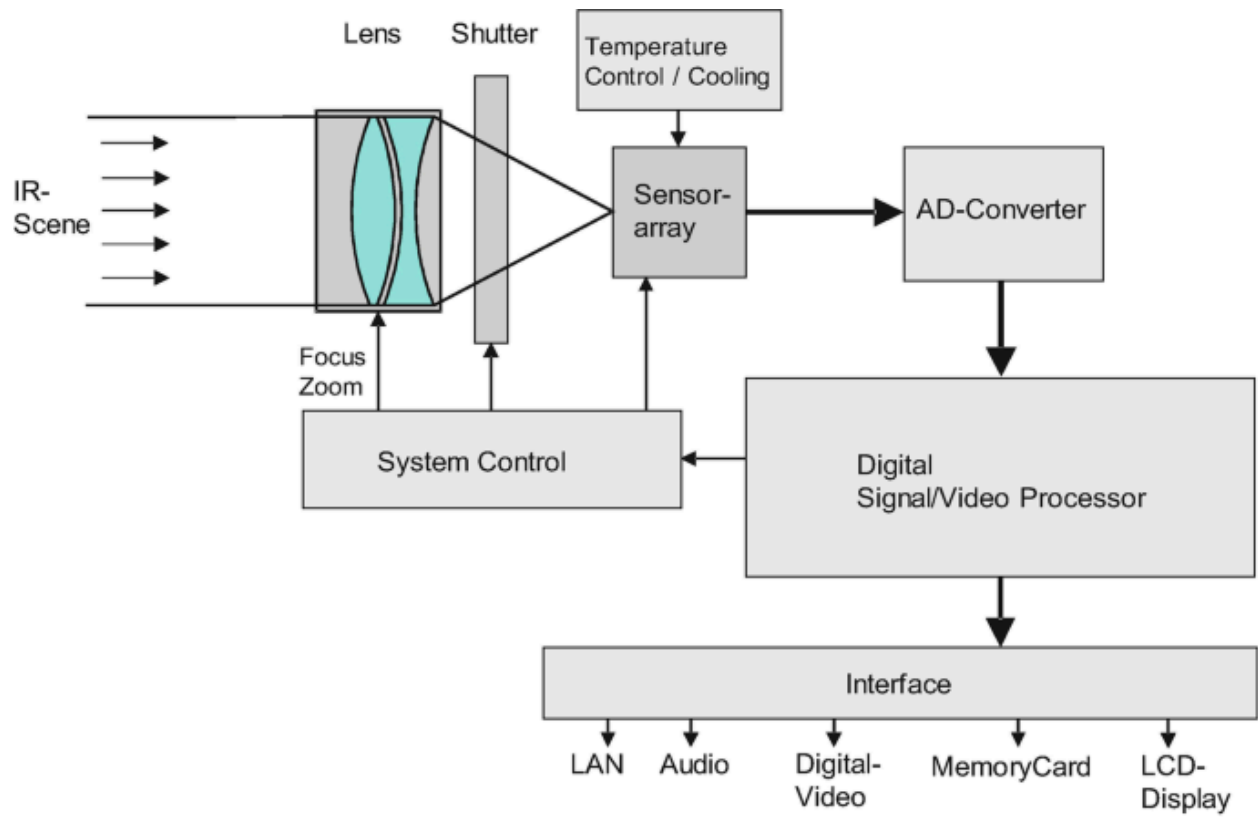 Lens
Shutter
Temperature
Control / Cooling
IR-
Scene
Sensor-
array
AD-Converter
Focus
Zoom
System Control
Digital
Signal/Video Processor
Interface
LAN
Audio
Digital-
Video
MemoryCard
LCD-
Display